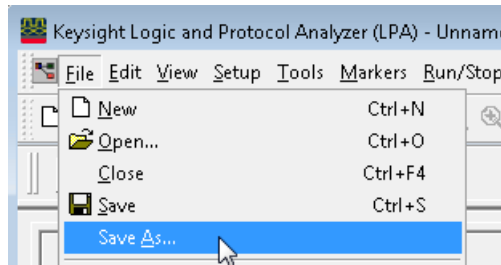 Keysight Logic and Protocol Analyzer (LPA) - Unnam
File Edit View Setup Tools Markers Run/Stop
New Ctrl+N
Open... Ctrl+O
Close Ctrl+F4
Save Ctrl+S
Save As...